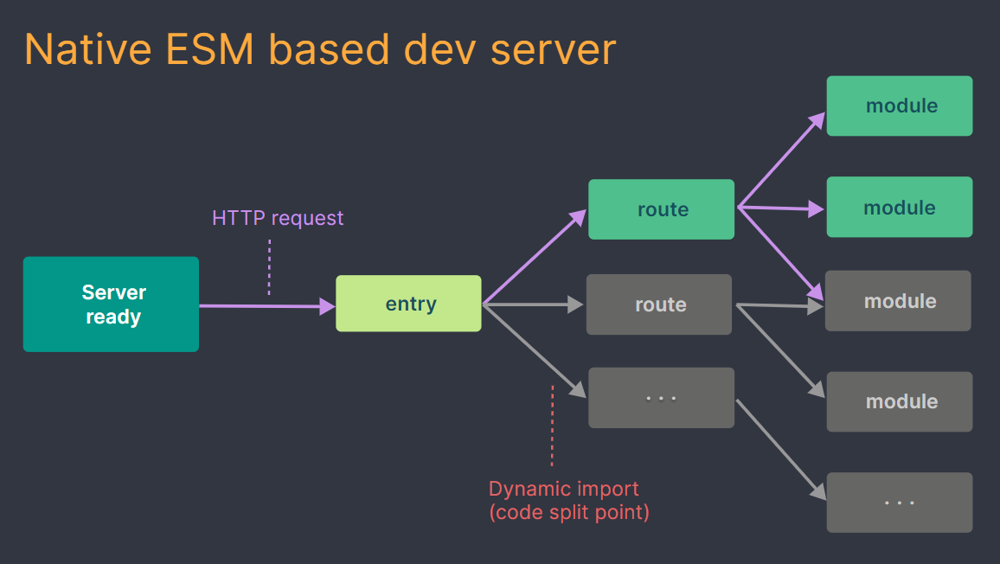 Native ESM based dev server
HTTP request
Server
ready
entry
route
route
...
module
module
module
module
...
Dynamic import
(code split point)